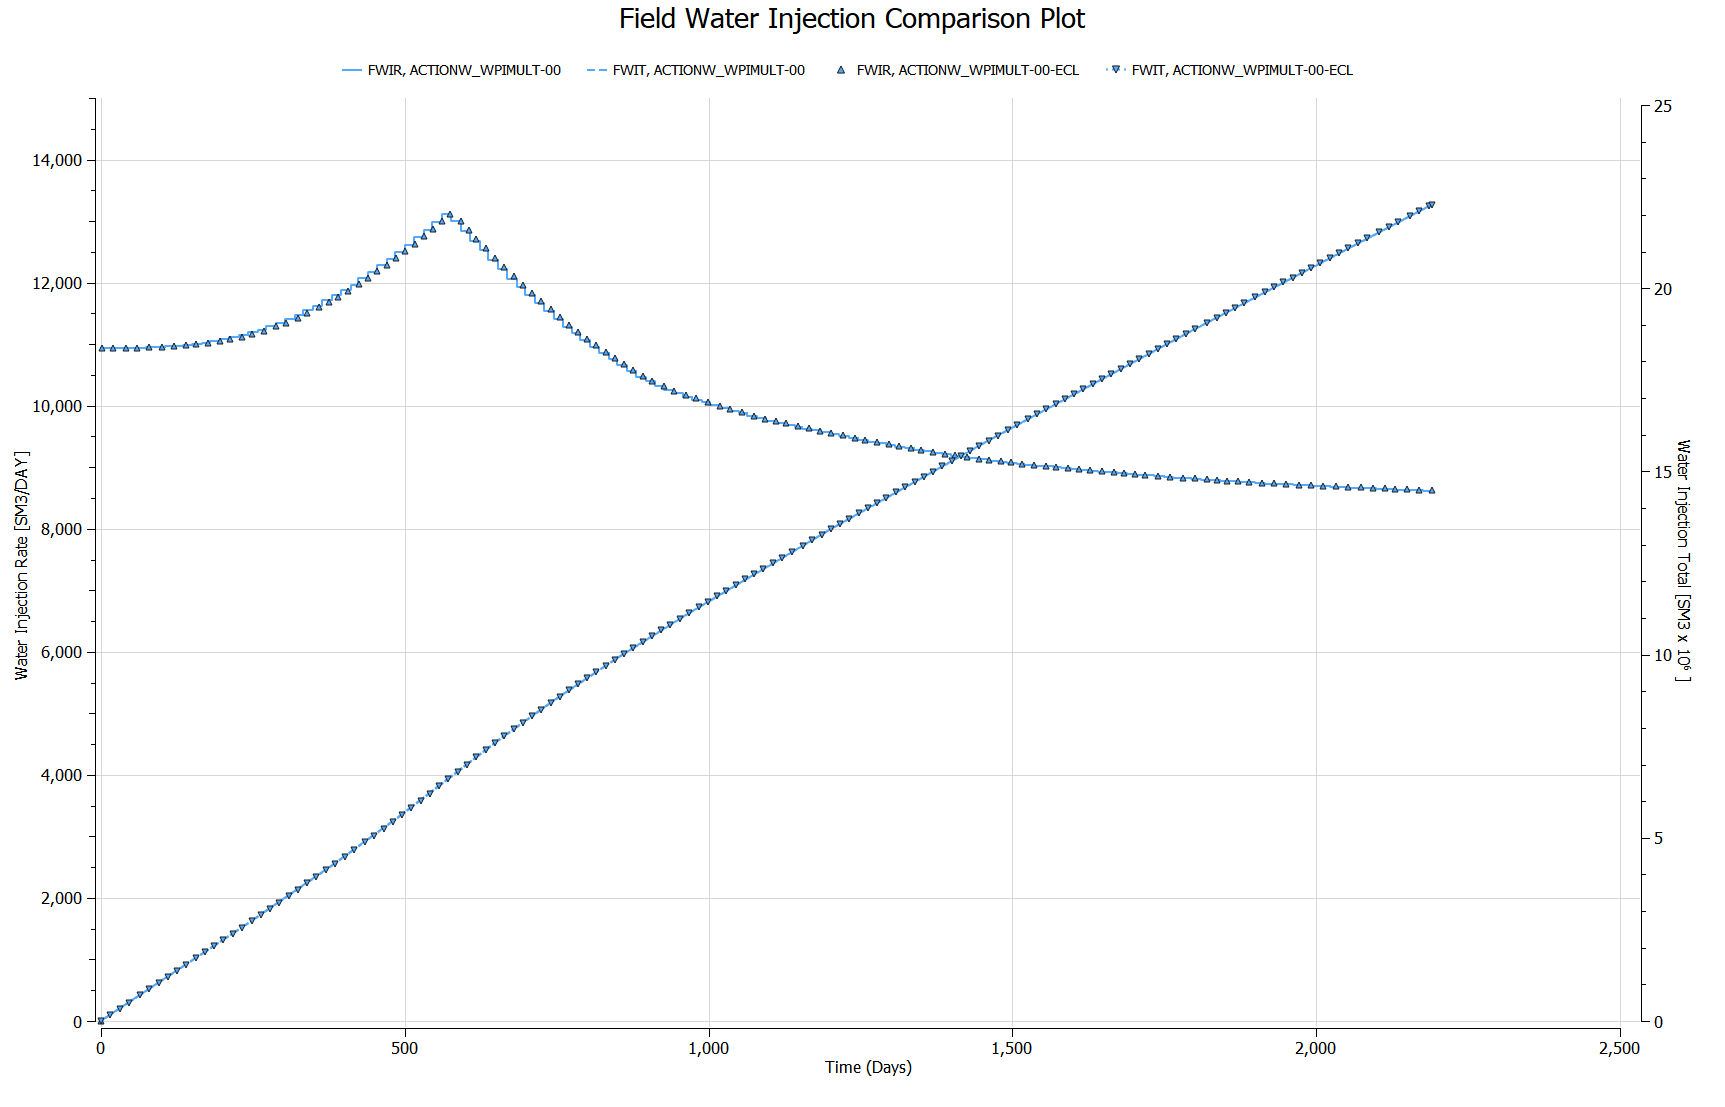 Field Water Injection Comparison Plot
FWIR, ACTIONW_WPIMULT-00 FWIT, ACTIONW_WPIMULT-00 FWIR, ACTIONW_WPIMULT-00-ECL FWIT, ACTIONW_WPIMULT-00-ECL
Water Injection Rate [SM3/DAY]
14,000
12,000
10,000
8,000
6,000
4,000
2,000
0
25
20
15
10
5
0
Water Injection Total [SM3 x 10⁶ ]
0 500 1,000 1,500 2,000 2,500
Time (Days)